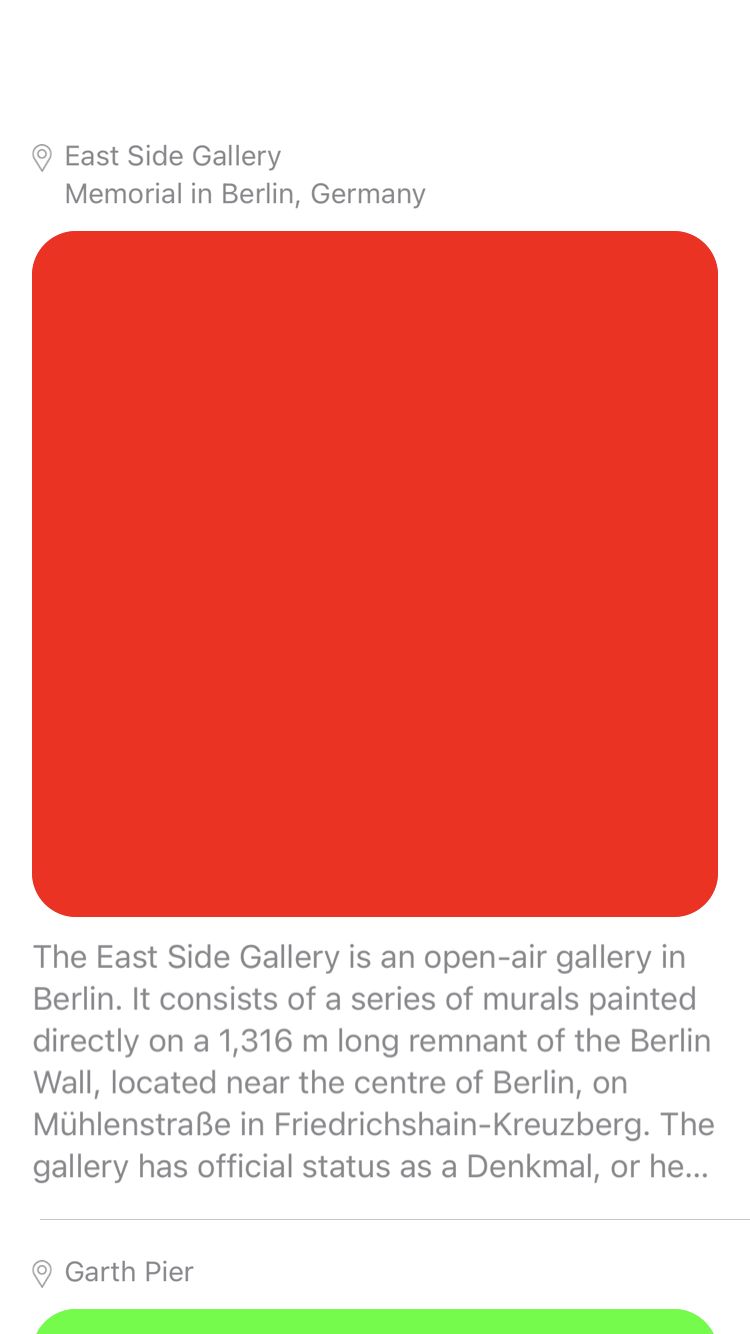 East Side Gallery
Memorial in Berlin, Germany
The East Side Gallery is an open-air gallery in
Berlin. It consists of a series of murals painted
directly on a 1,316 m long remnant of the Berlin
Wall, located near the centre of Berlin, on
Mühlenstraße in Friedrichshain-Kreuzberg. The
gallery has official status as a Denkmal, or he...
Garth Pier